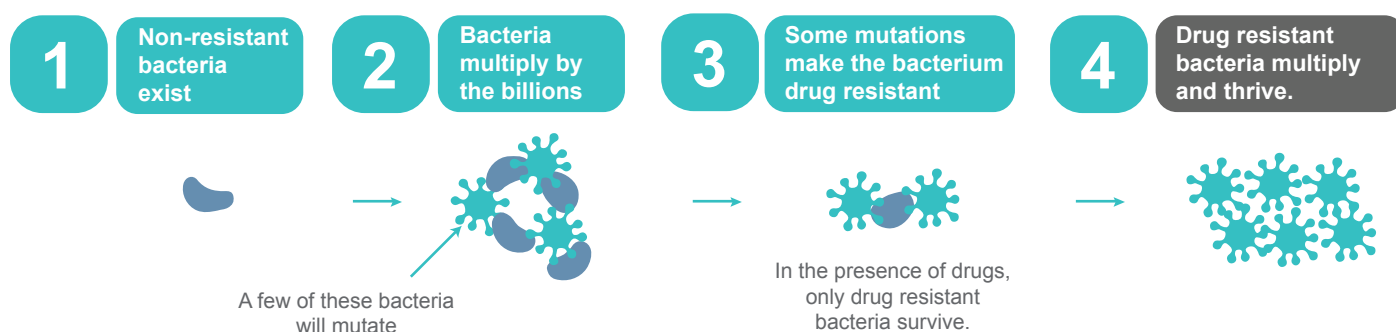 1
Non-resistant
bacteria
exist
2
Bacteria
multiply by
the billions
3
Some mutations
make the bacterium
drug resistant
4
Drug resistant
bacteria multiply
and thrive.
A few of these bacteria
will mutate
In the presence of drugs,
only drug resistant
bacteria survive.